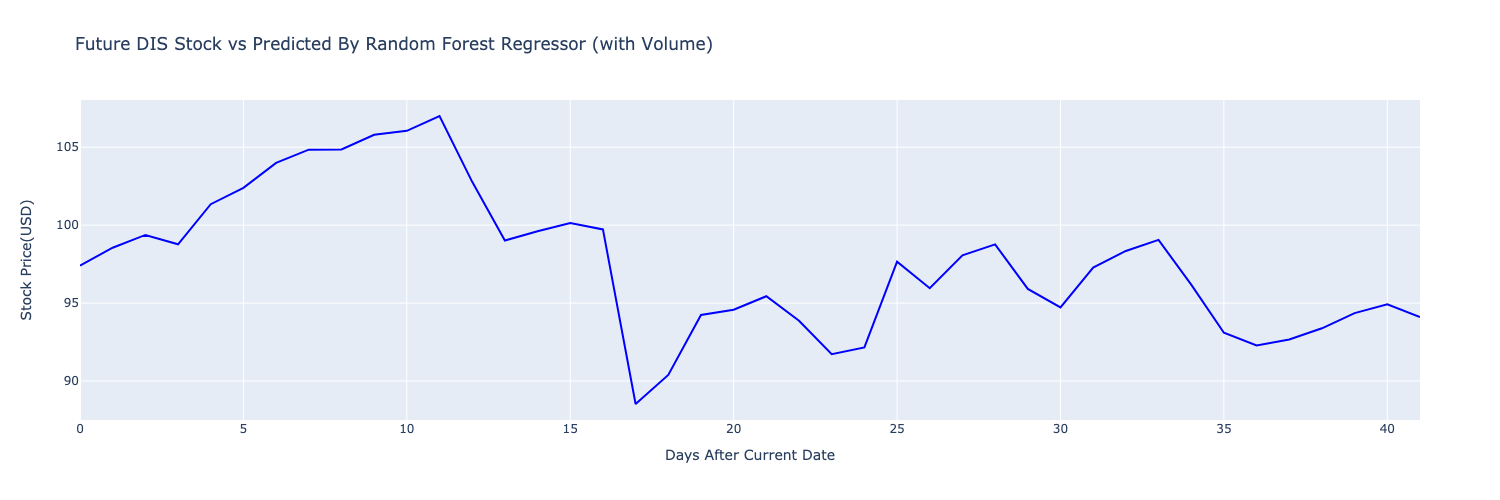 Future DIS Stock vs Predicted By Random Forest Regressor (with Volume)
Stock Price(USD)
105
100
95
90
0 5 10 15 20 25 30 35 40
Days After Current Date